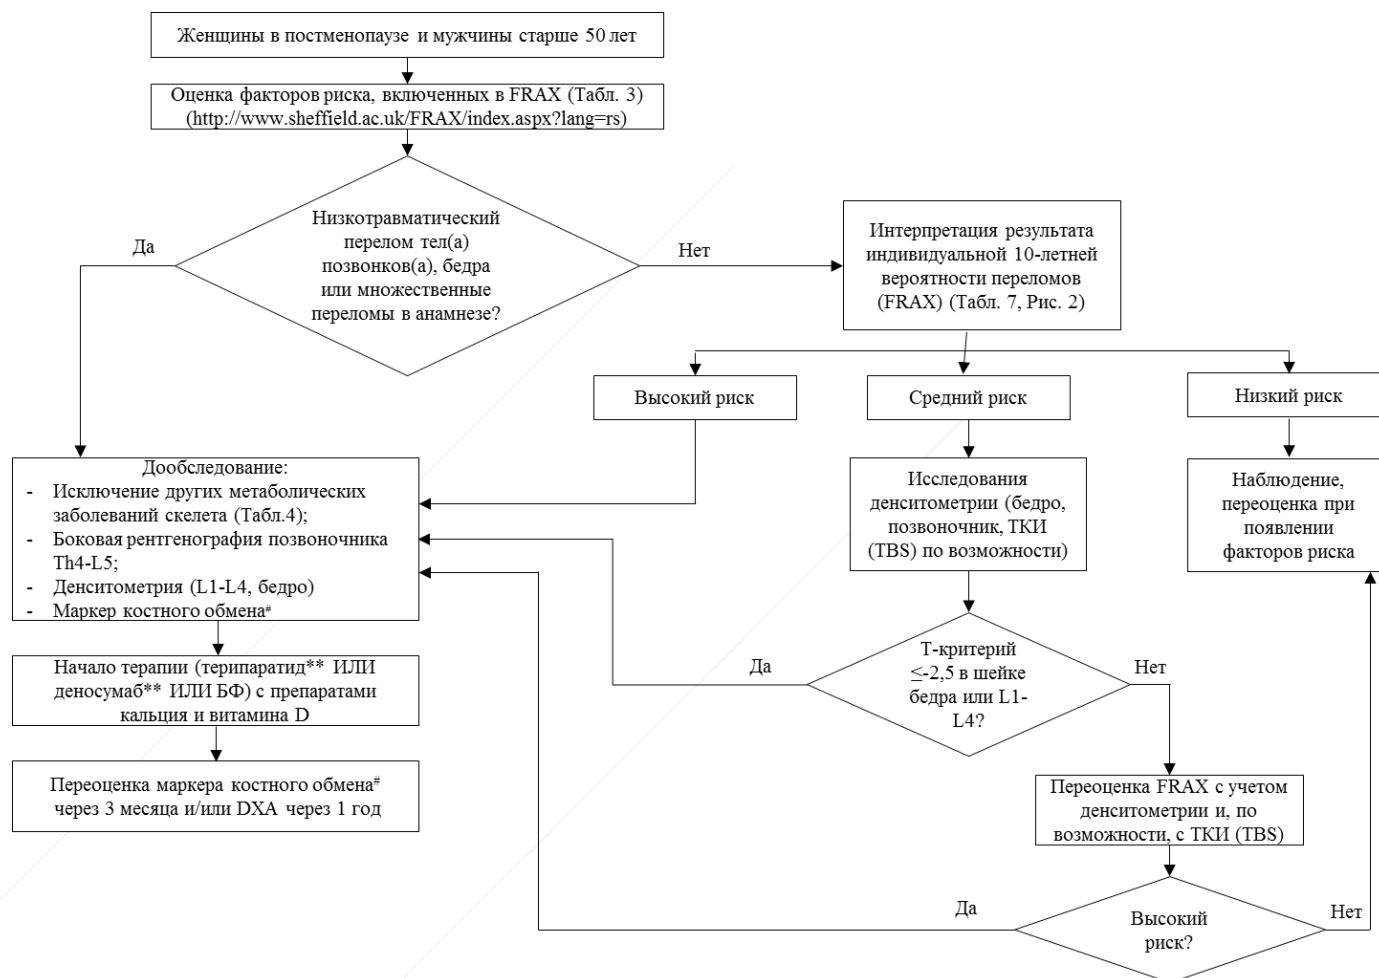 Женщины в постменопаузе и мужчины старше 50 лет
Оценка факторов риска, включенных в FRAX (Табл. 3)
(http://www.sheffield.ac.uk/FRAX/index.aspx?lang=rs)
Низкотравматический
перелом тел(а)
позвонков(а), бедра
или множественные
переломы в анамнезе?
Да
Нет
Интерпретация результата
индивидуальной 10-летней
вероятности переломов
(FRAX) (Табл. 7, Рис. 2)
Высокий риск
Средний риск
Низкий риск
Дообследование:
- Исключение других метаболических
заболеваний скелета (Табл.4);
- Боковая рентгенография позвоночника
Th4-L5;
- Денситометрия (L1-L4, бедро)
- Маркер костного обмена#
Исследования
денситометрии (бедро,
позвоночник, ТКИ
(TBS) по возможности)
Наблюдение,
переоценка при
появлении
факторов риска
Начало терапии (терипаратид** ИЛИ
деносумаб** ИЛИ БФ) с препаратами
кальция и витамина D
Т-критерий
≤-2,5 в шейке
бедра или L1-
L4?
Да
Нет
Переоценка маркера костного обмена#
через 3 месяца и/или DXA через 1 год
Переоценка FRAX с учетом
денситометрии и, по
возможности, с ТКИ (TBS)
Высокий
риск?
Да
Нет